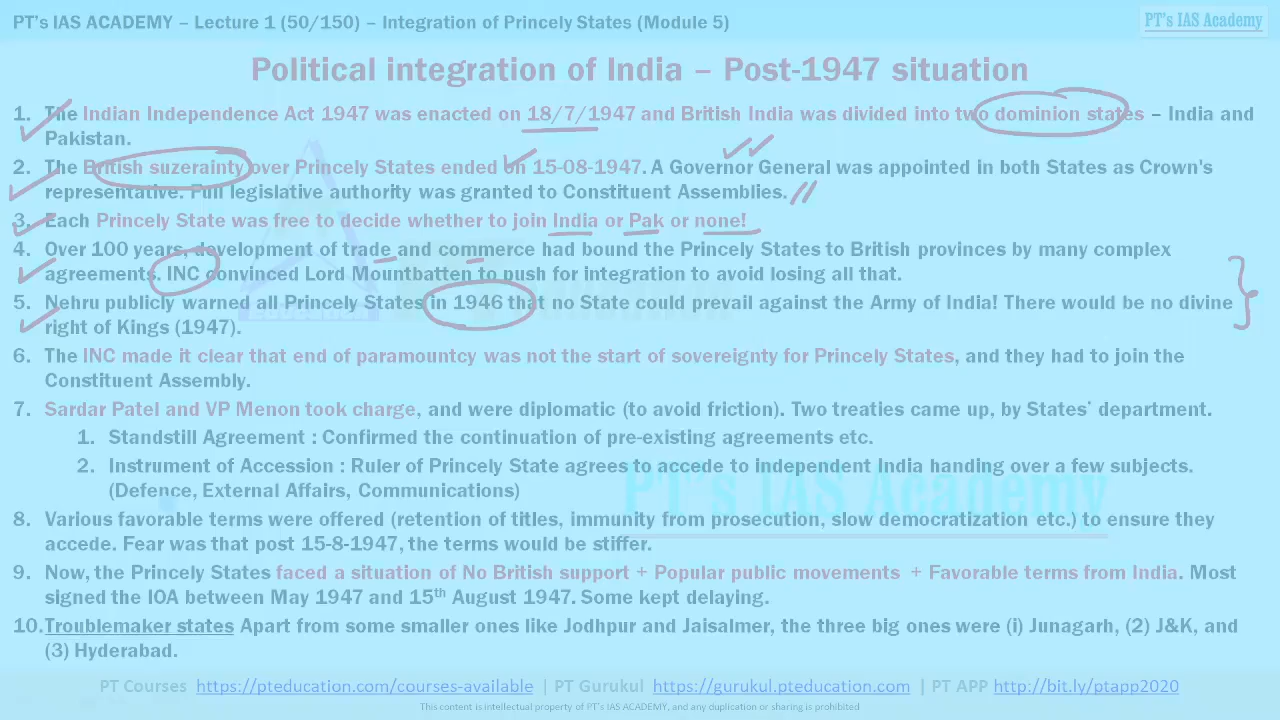 PT's IAS ACADEMY – Lecture 1 (50/150) – Integration of Princely States (Module 5)
PT's IAS Academy
Political integration of India – Post-1947 situation
1. The Indian Independence Act 1947 was enacted on 18/7/1947 and British India was divided into two dominion states – India and
Pakistan.
2. The British suzerainty over Princely States ended on 15-08-1947. A Governor General was appointed in both States as Crown's
representative. Full legislative authority was granted to Constituent Assemblies.
3. Each Princely State was free to decide whether to join India or Pak or none!
4. Over 100 years, development of trade and commerce had bound the Princely States to British provinces by many complex
agreements. INC convinced Lord Mountbatten to push for integration to avoid losing all that.
5. Nehru publicly warned all Princely States in 1946 that no State could prevail against the Army of India! There would be no divine
right of Kings (1947).
6. The INC made it clear that end of paramountcy was not the start of sovereignty for Princely States, and they had to join the
Constituent Assembly.
7. Sardar Patel and VP Menon took charge, and were diplomatic (to avoid friction). Two treaties came up, by States' department.
1. Standstill Agreement : Confirmed the continuation of pre-existing agreements etc.
2. Instrument of Accession : Ruler of Princely State agrees to accede to independent India handing over a few subjects.
(Defence, External Affairs, Communications)
PT's IAS Academy
8. Various favorable terms were offered (retention of titles, immunity from prosecution, slow democratization etc.) to ensure they
accede. Fear was that post 15-8-1947, the terms would be stiffer.
9. Now, the Princely States faced a situation of No British support + Popular public movements + Favorable terms from India. Most
signed the IOA between May 1947 and 15th August 1947. Some kept delaying.
10. Troublemaker states Apart from some smaller ones like Jodhpur and Jaisalmer, the three big ones were (i) Junagarh, (2) J&K, and
(3) Hyderabad.
PT Courses https://pteducation.com/courses-available | PT Gurukul https://gurukul.pteducation.com | PT APP http://bit.ly/ptapp2020
This content is intellectual property of PT's IAS ACADEMY, and any duplication or sharing is prohibited